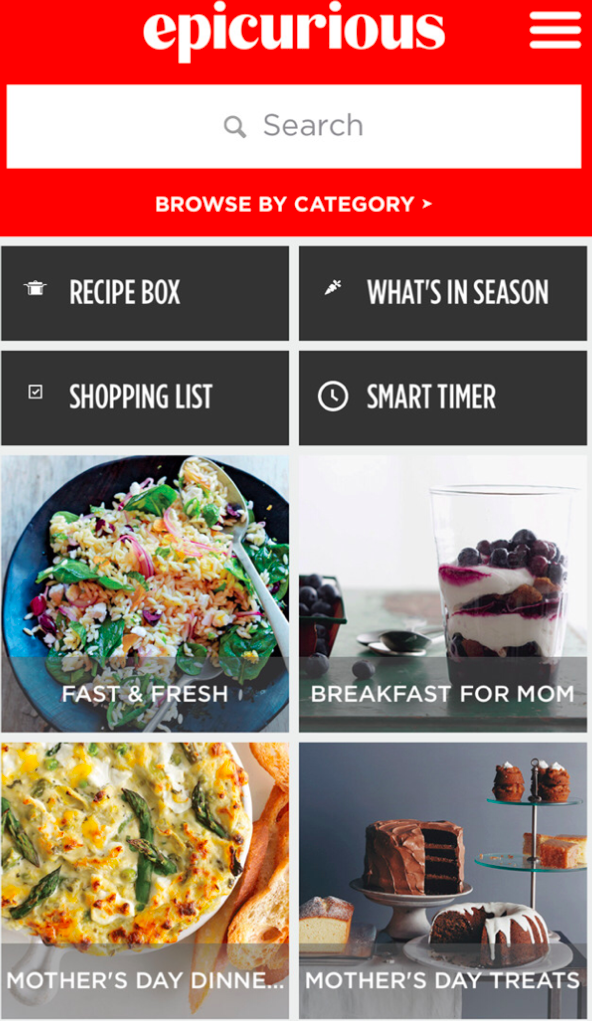 epicurious
Search
BROWSE BY CATEGORY ➤
RECIPE BOX
WHAT'S IN SEASON
SHOPPING LIST
SMART TIMER
FAST & FRESH
BREAKFAST FOR MOM
MOTHER'S DAY DINNE...
MOTHER'S DAY TREATS